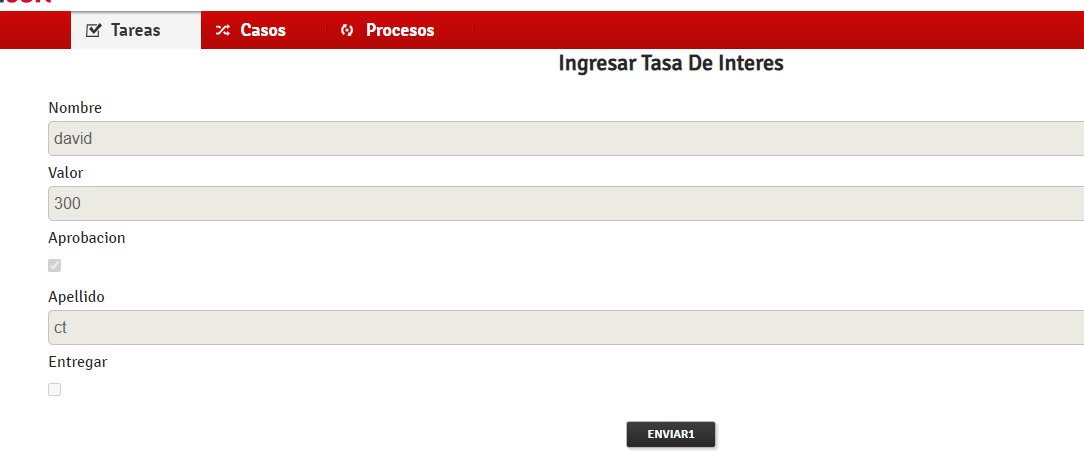 Tareas Casos Procesos
Ingresar Tasa De Interes
Nombre
david
Valor
300
Aprobacion
Apellido
ct
Entregar
ENVIAR1